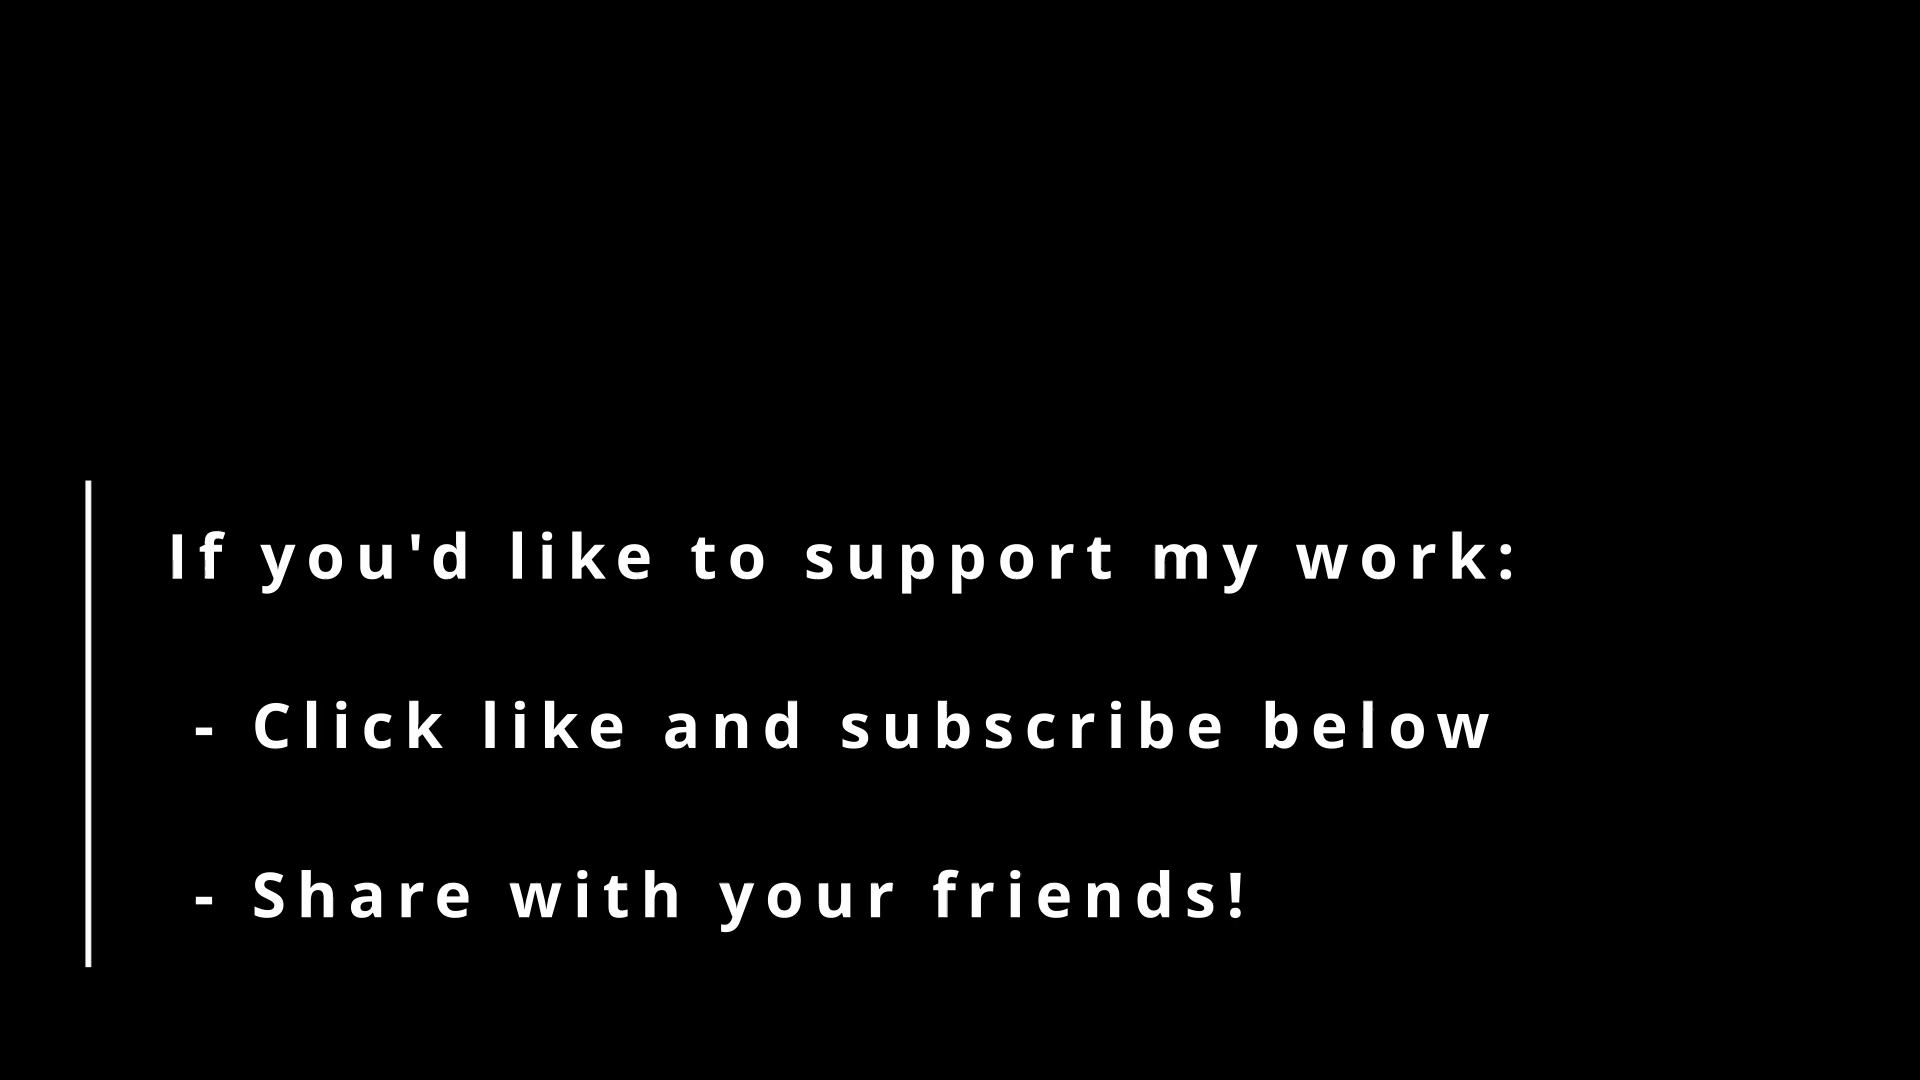 If you'd like to support my work:
- Click like and subscribe below
- Share with your friends!